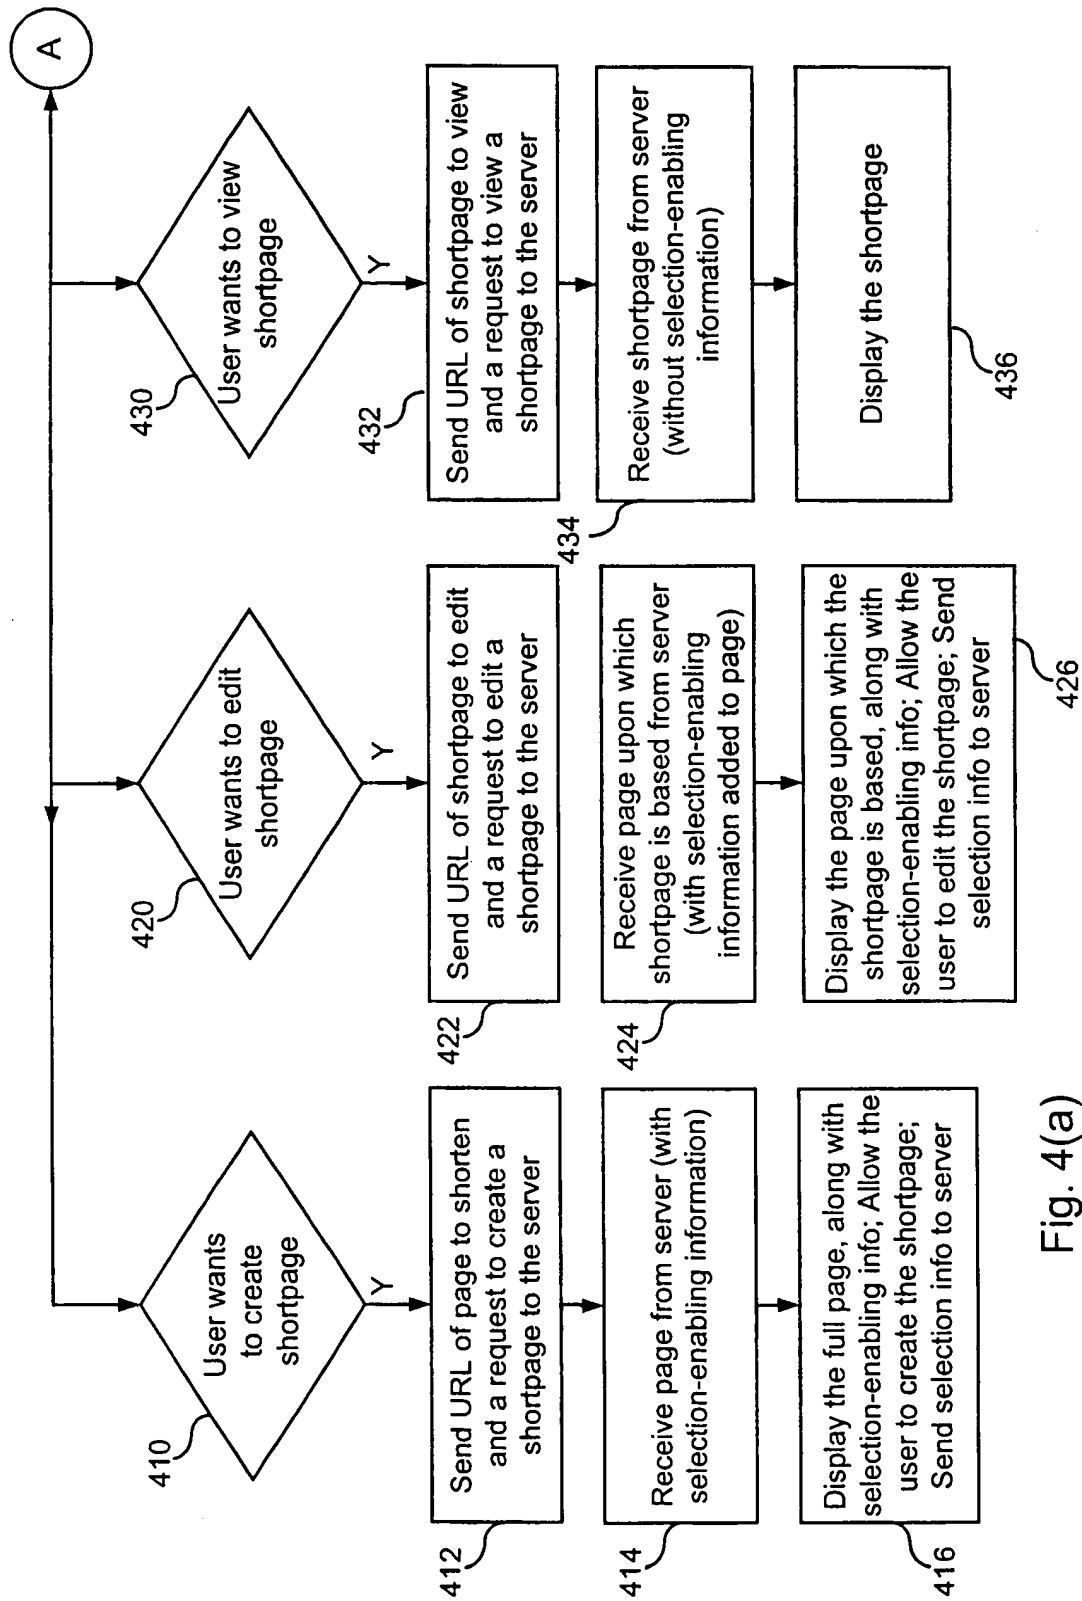 User wants
to create
shortpage
410
Y
Send URL of page to shorten
and a request to create a
shortpage to the server
412
Receive page from server (with
selection-enabling information)
414
Display the full page, along with
selection-enabling info; Allow the
user to create the shortpage;
Send selection info to server
416
User wants to edit
shortpage
420
Y
Send URL of shortpage to edit
and a request to edit a
shortpage to the server
422
Receive page upon which
shortpage is based from server
(with selection-enabling
information added to page)
424
Display the page upon which the
shortpage is based, along with
selection-enabling info; Allow the
user to edit the shortpage; Send
selection info to server
426
A
User wants to view
shortpage
430
Y
Send URL of shortpage to view
and a request to view a
shortpage to the server
432
Receive shortpage from server
(without selection-enabling
information)
434
Display the shortpage
436
Fig. 4(a)